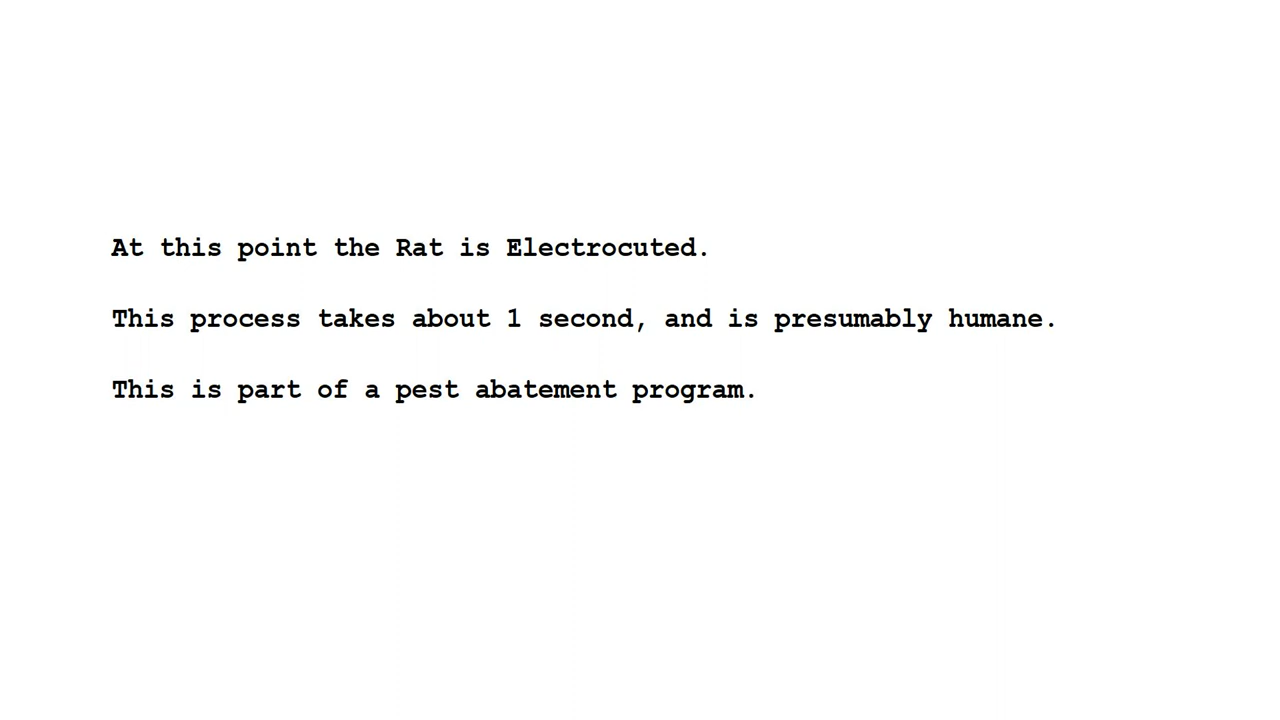 At this point the Rat is Electrocuted.
This process takes about 1 second, and is presumably humane.
This is part of a pest abatement program.